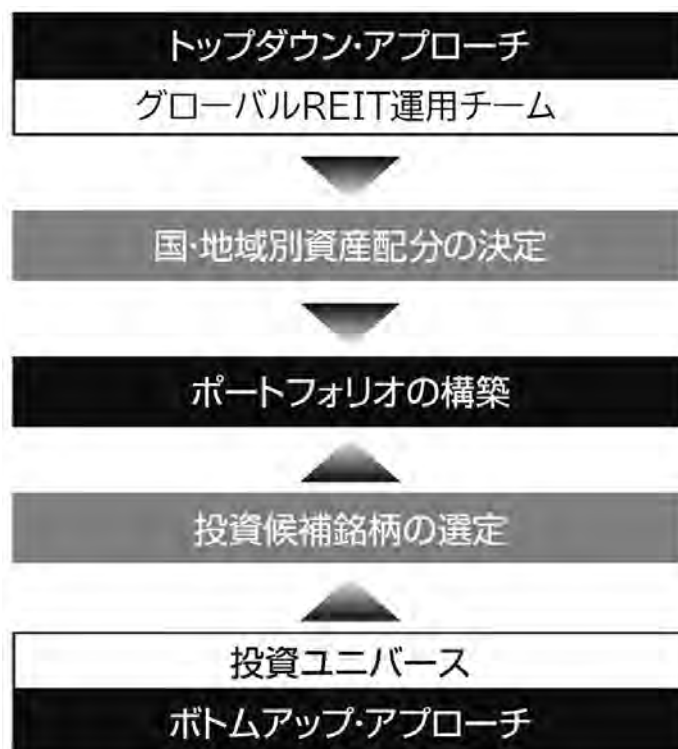 トップダウン・アプローチ
グローバルREIT運用チーム
国・地域別資産配分の決定
ポートフォリオの構築
投資候補銘柄の選定
投資ユニバース
ボトムアップ・アプローチ